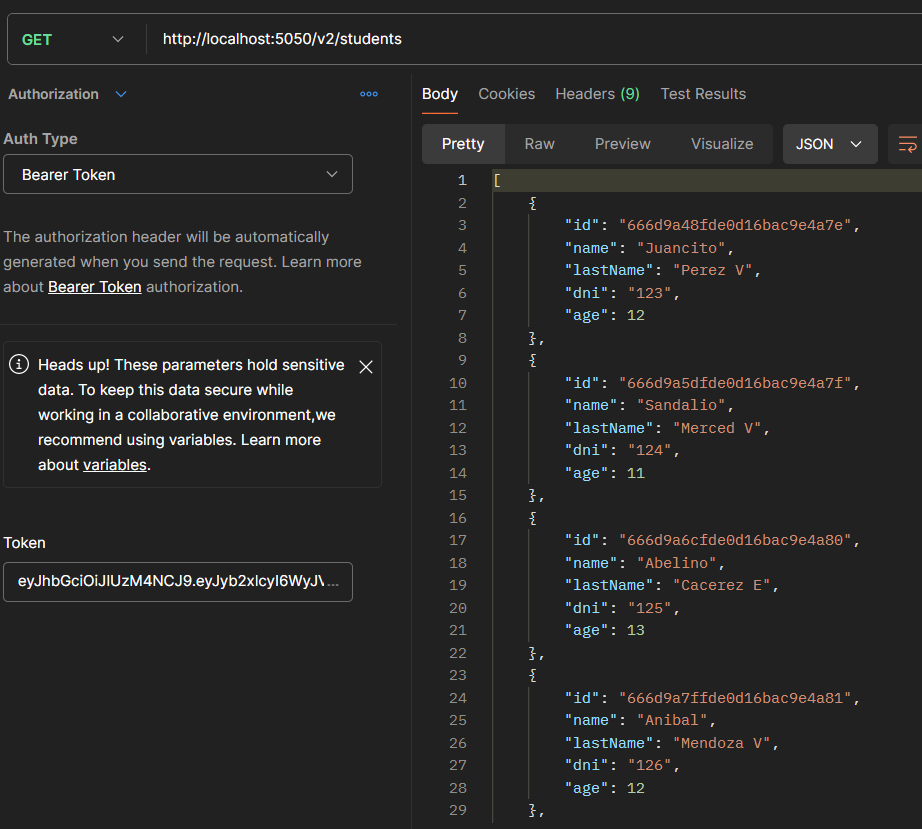 GET http://localhost:5050/v2/students
Authorization
Auth Type
Bearer Token
The authorization header will be automatically
generated when you send the request. Learn more
about Bearer Token authorization.
Heads up! These parameters hold sensitive
data. To keep this data secure while
working in a collaborative environment,we
recommend using variables. Learn more
about variables.
Token
eyJhbGciOiJIUzM4NCJ9.eyJyb2xlcyI6WyJV...
Body Cookies Headers (9) Test Results
Pretty Raw Preview Visualize JSON
1 [
2 {
3 "id": "666d9a48fde0d16bac9e4a7e",
4 "name": "Juancito",
5 "lastName": "Perez V",
6 "dni": "123",
7 "age": 12
8 },
9 {
10 "id": "666d9a5dfde0d16bac9e4a7f",
11 "name": "Sandalio",
12 "lastName": "Merced V",
13 "dni": "124",
14 "age": 11
15 },
16 {
17 "id": "666d9a6cfde0d16bac9e4a80",
18 "name": "Abelino",
19 "lastName": "Cacerez E",
20 "dni": "125",
21 "age": 13
22 },
23 {
24 "id": "666d9a7ffde0d16bac9e4a81",
25 "name": "Anibal",
26 "lastName": "Mendoza V",
27 "dni": "126",
28 "age": 12
29 },